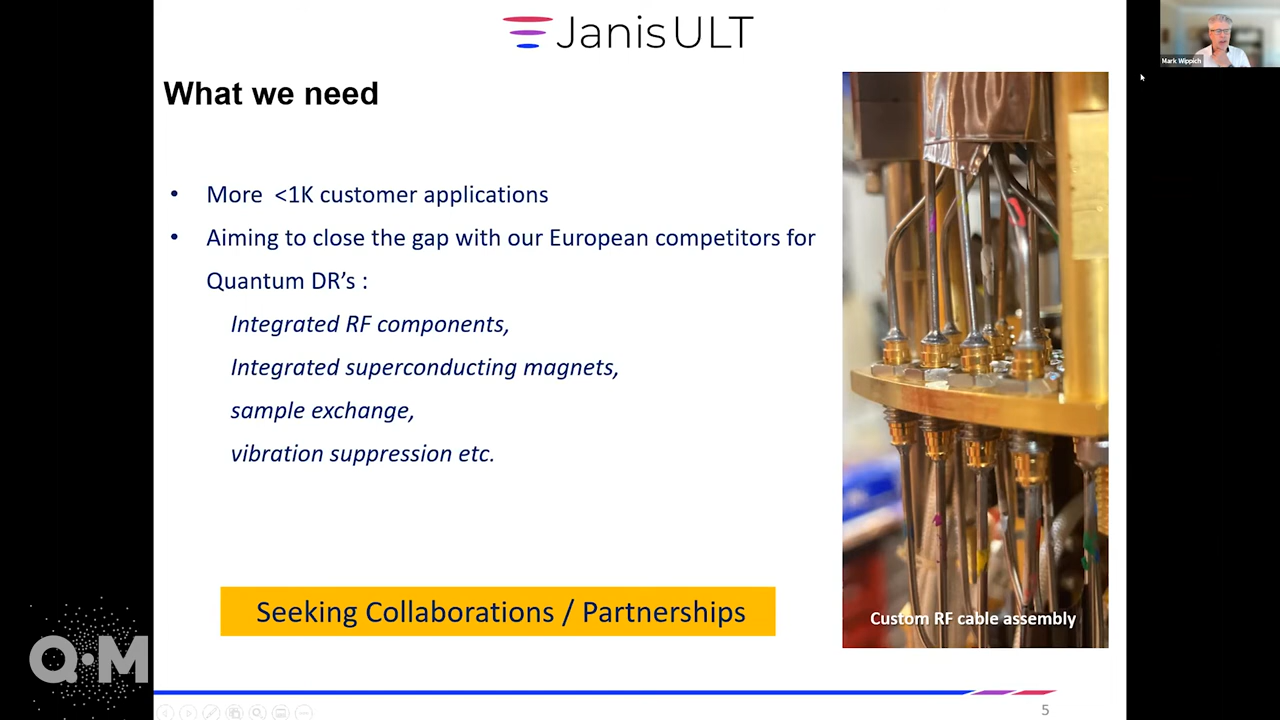 JanisULT
Mark Wippich
What we need
• More <1K customer applications
• Aiming to close the gap with our European competitors for
Quantum DR's :
Integrated RF components,
Integrated superconducting magnets,
sample exchange,
vibration suppression etc.
Custom RF cable assembly
Seeking Collaborations / Partnerships
Q·M
5